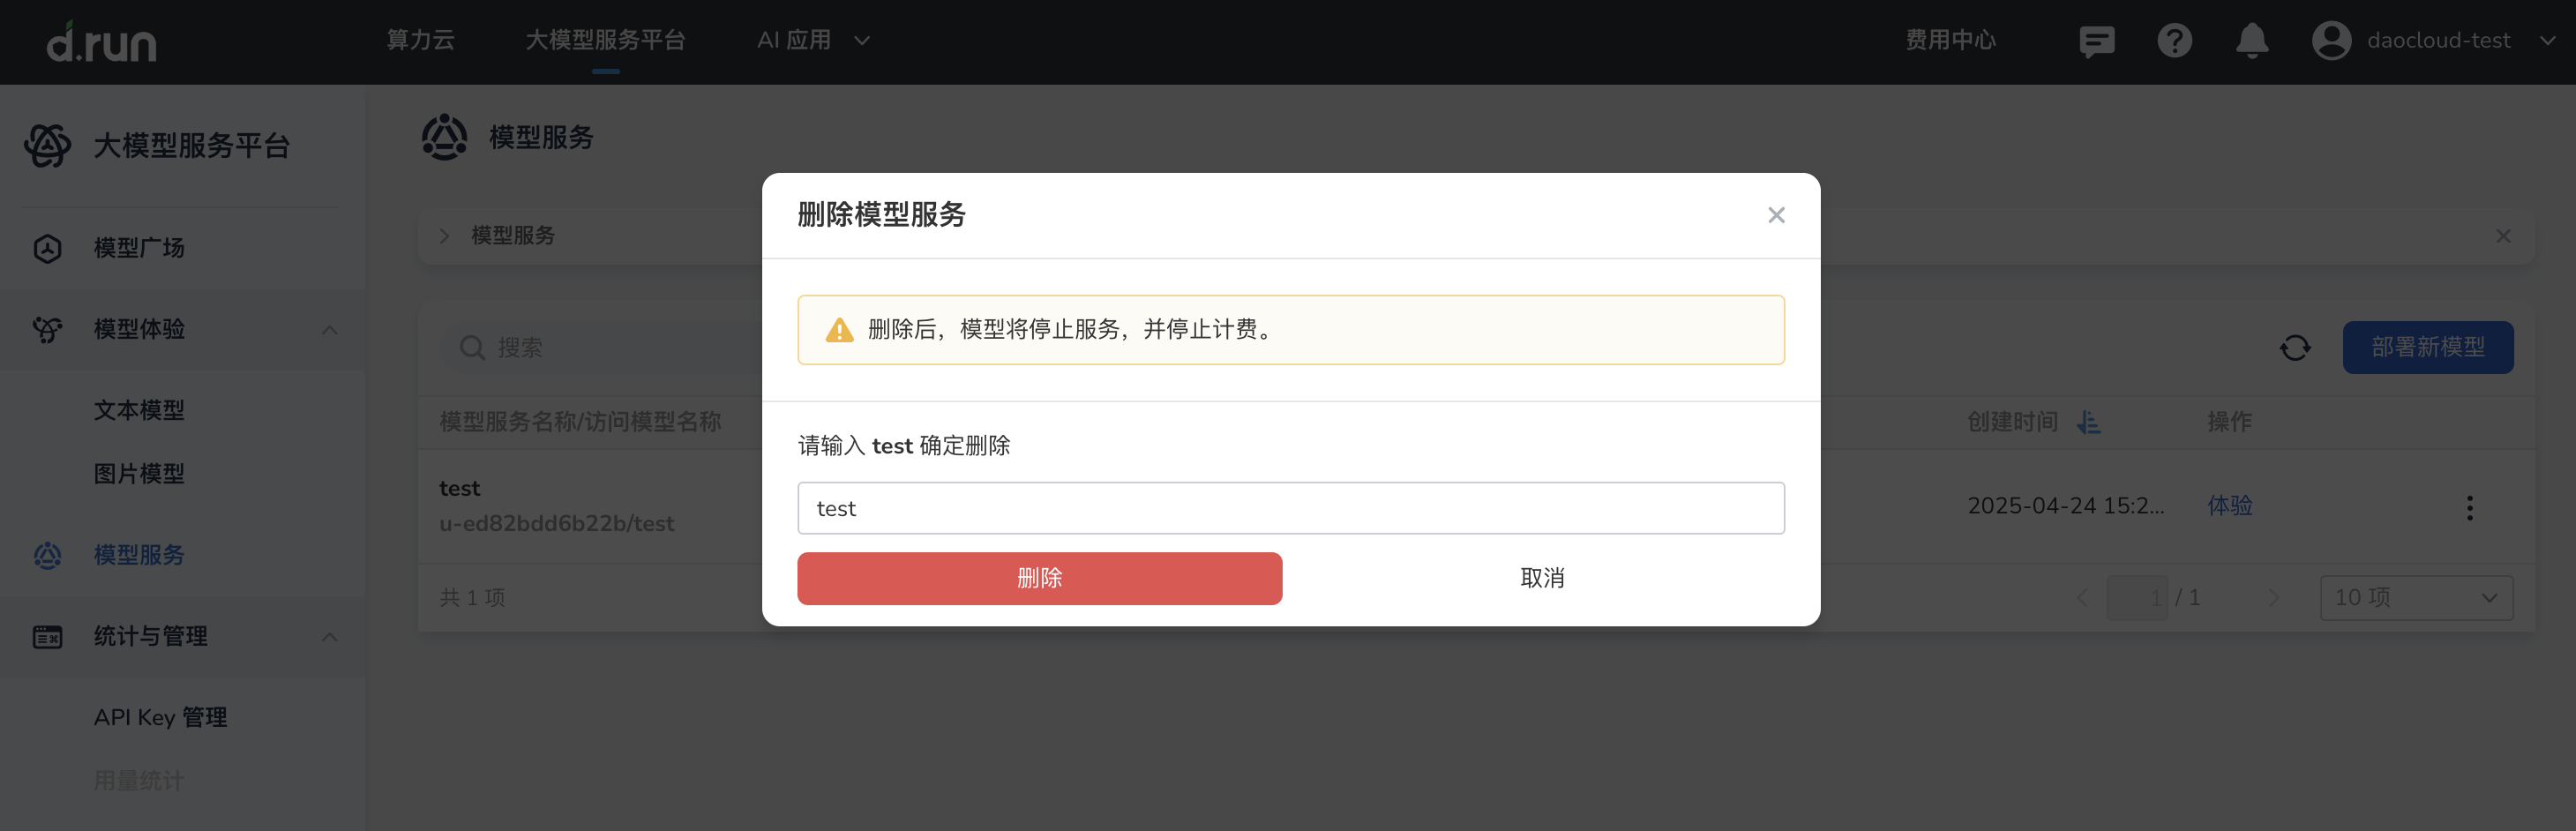 d.run
算力云
大模型服务平台
AI 应用
费用中心
daocloud-test
大模型服务平台
模型广场
模型体验
文本模型
图片模型
模型服务
统计与管理
API Key 管理
用量统计
模型服务
模型服务
搜索
部署新模型
模型服务名称/访问模型名称
创建时间
操作
test
u-ed82bdd6b22b/test
2025-04-24 15:2...
体验
共 1 项
1 / 1
10 项
删除模型服务
删除后，模型将停止服务，并停止计费。
请输入 test 确定删除
test
删除
取消